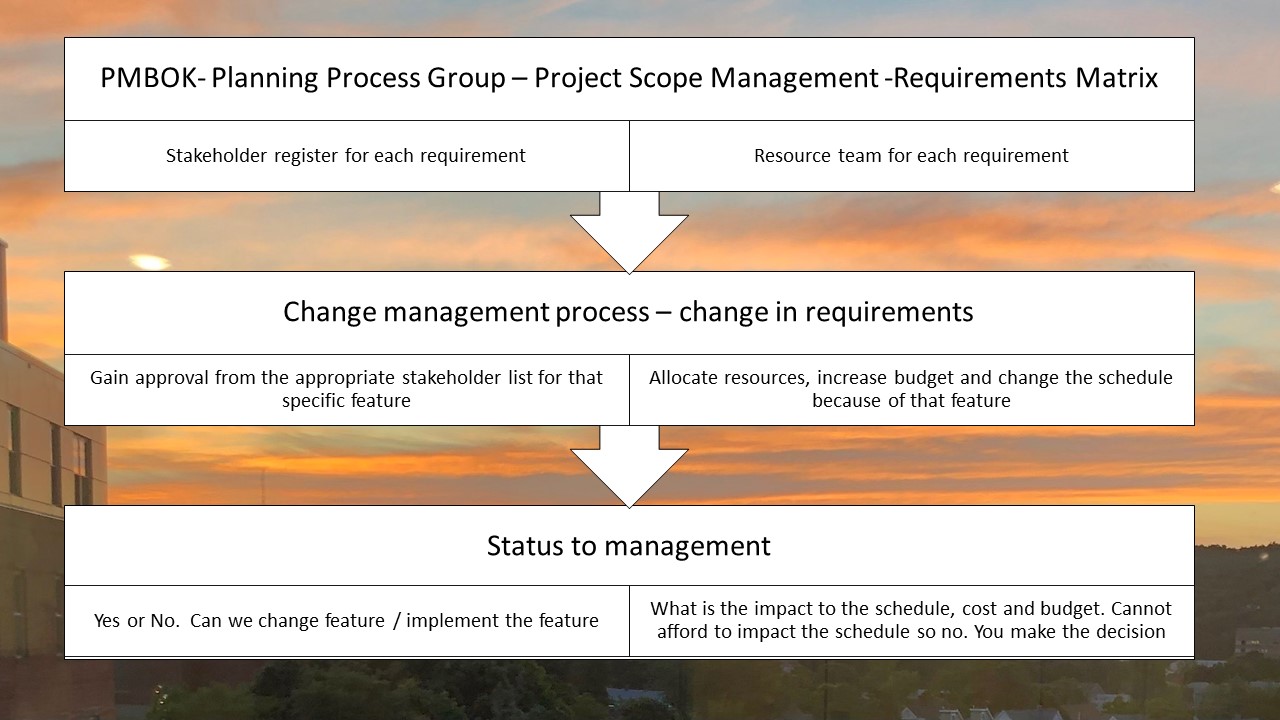 PMBOK- Planning Process Group – Project Scope Management -Requirements Matrix
Stakeholder register for each requirement
Resource team for each requirement
Change management process – change in requirements
Gain approval from the appropriate stakeholder list for that
specific feature
Allocate resources, increase budget and change the schedule
because of that feature
Status to management
Yes or No.  Can we change feature / implement the feature
What is the impact to the schedule, cost and budget. Cannot
afford to impact the schedule so no. You make the decision